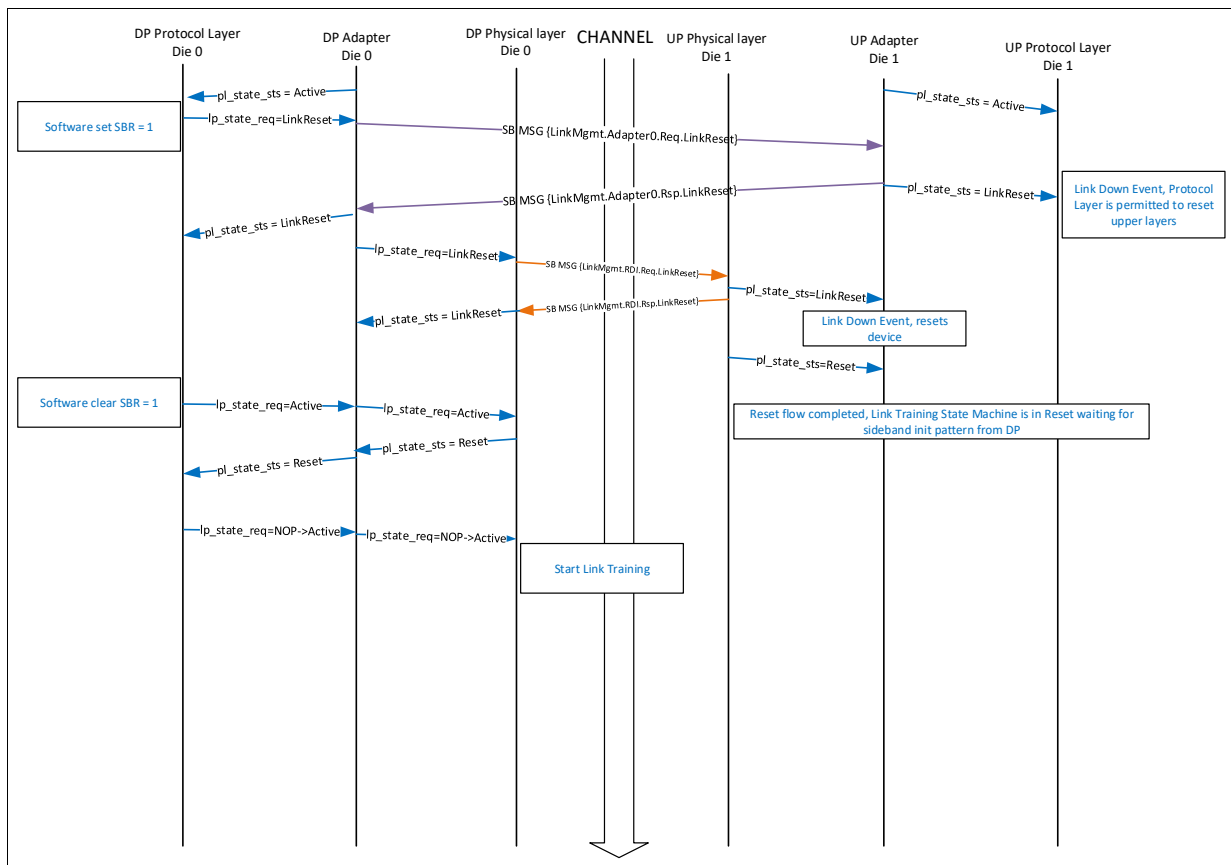 DP Protocol Layer
Die 0
DP Adapter
Die 0
DP Physical layer
Die 0
CHANNEL
UP Physical layer
Die 1
UP Adapter
Die 1
UP Protocol Layer
Die 1
pl_state_sts = Active
pl_state_sts = Active
Software set SBR = 1
lp_state_req=LinkReset
SB MSG {LinkMgmt.Adapter0.Req.LinkReset}
SB MSG {LinkMgmt.Adapter0.Rsp.LinkReset}
pl_state_sts = LinkReset
Link Down Event, Protocol
Layer is permitted to reset
upper layers
pl_state_sts = LinkReset
lp_state_req=LinkReset
SB MSG {LinkMgmt.RDI.Req.LinkReset}
pl_state_sts=LinkReset
SB MSG {LinkMgmt.RDI.Rsp.LinkReset}
pl_state_sts = LinkReset
Link Down Event, resets
device
pl_state_sts=Reset
Software clear SBR = 1
lp_state_req=Active
lp_state_req=Active
Reset flow completed, Link Training State Machine is in Reset waiting for
sideband init pattern from DP
pl_state_sts = Reset
pl_state_sts = Reset
lp_state_req=NOP->Active
lp_state_req=NOP->Active
Start Link Training